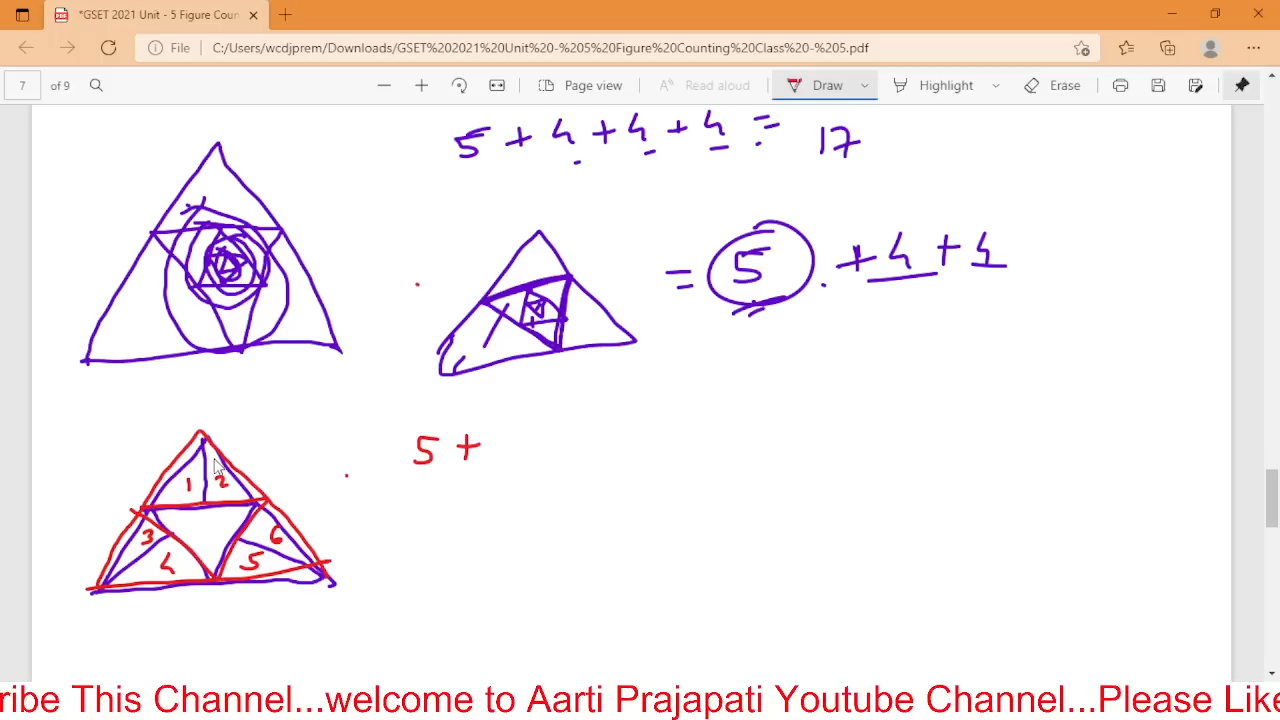 *GSET 2021 Unit - 5 Figure Coun
File C:/Users/wcdjprem/Downloads/GSET%202021%20Unit%20-%205%20Figure%20Counting%20Class%20-%205.pdf
7 of 9 Page view Read aloud Draw Highlight Erase
5 + 4 + 4 + 4 = 17
= 5 + 4 + 4
5 +
1 2
3 4 5 6
ribe This Channel...welcome to Aarti Prajapati Youtube Channel...Please Like